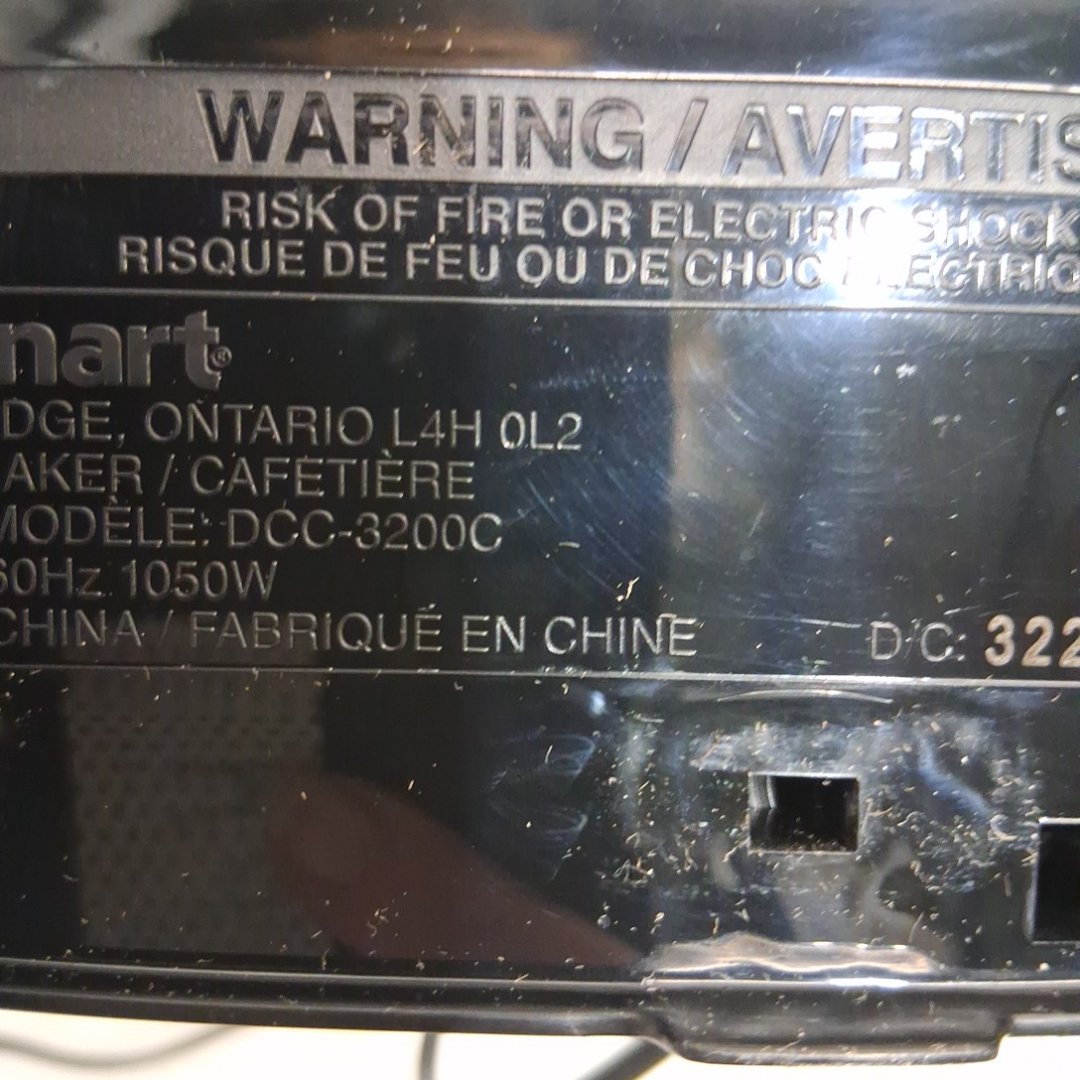 WARNING / AVERTIS
RISK OF FIRE OR ELECTRIC SHOCK
RISQUE DE FEU OU DE CHOC ÉLECTRIQ
nart®
DGE, ONTARIO L4H 0L2
AKER / CAFETIÈRE
MODÈLE: DCC-3200C
60Hz 1050W
CHINA / FABRIQUÉ EN CHINE
D/C: 322